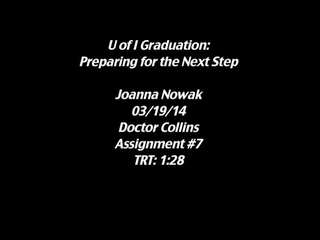 U of I Graduation:
Preparing for the Next Step
Joanna Nowak
03/19/14
Doctor Collins
Assignment #7
TRT: 1:28